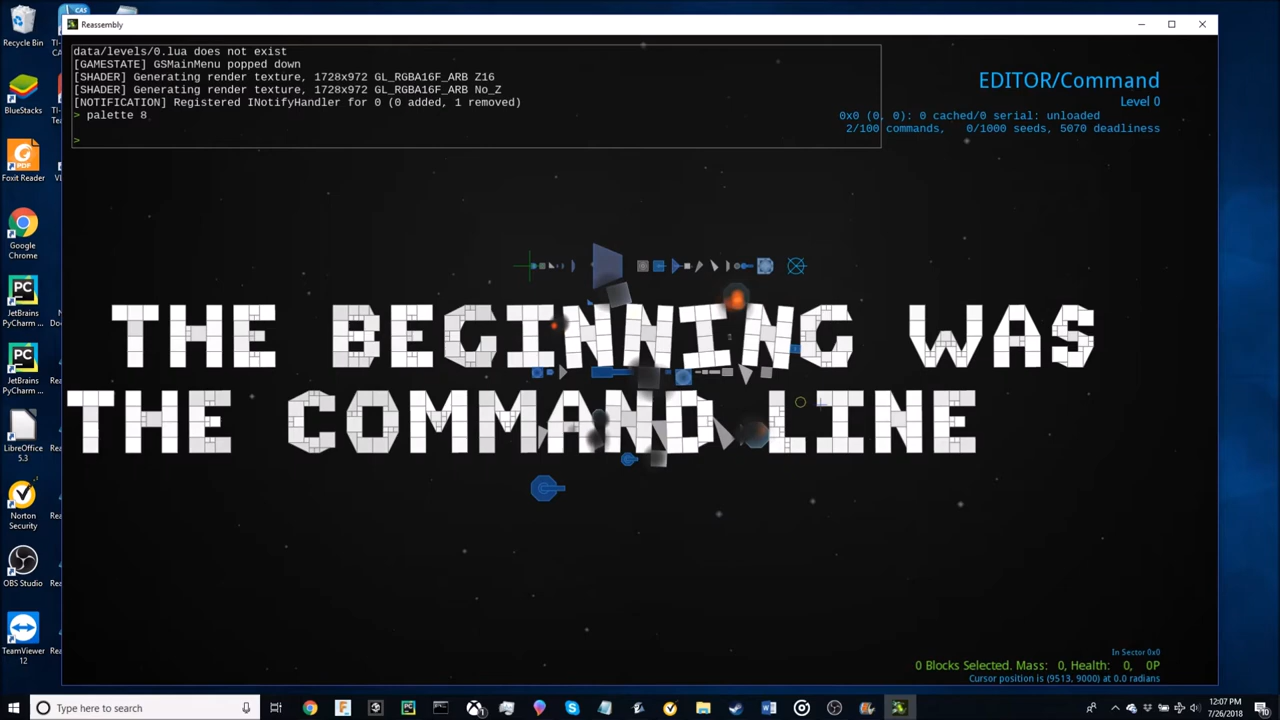 Reassembly
data/levels/0.lua does not exist
[GAMESTATE] GSMainMenu popped down
[SHADER] Generating render texture, 1728x972 GL_RGBA16F_ARB Z16
[SHADER] Generating render texture, 1728x972 GL_RGBA16F_ARB No_Z
[NOTIFICATION] Registered INotifyHandler for 0 (0 added, 1 removed)
> palette 8
>
EDITOR/Command
Level 0
0x0 (0, 0): 0 cached/0 serial: unloaded
2/100 commands, 0/1000 seeds, 5070 deadliness
THE BEGINNING WAS
THE COMMAND LINE
In Sector 0x0
0 Blocks Selected. Mass: 0, Health: 0, 0P
Cursor position is (9513, 9000) at 0.0 radians
Recycle Bin
BlueStacks
Foxit Reader
Google
Chrome
JetBrains
PyCharm ...
JetBrains
PyCharm ...
LibreOffice
5.3
Norton
Security
OBS Studio
TeamViewer
12
Type here to search
12:07 PM
7/26/2018